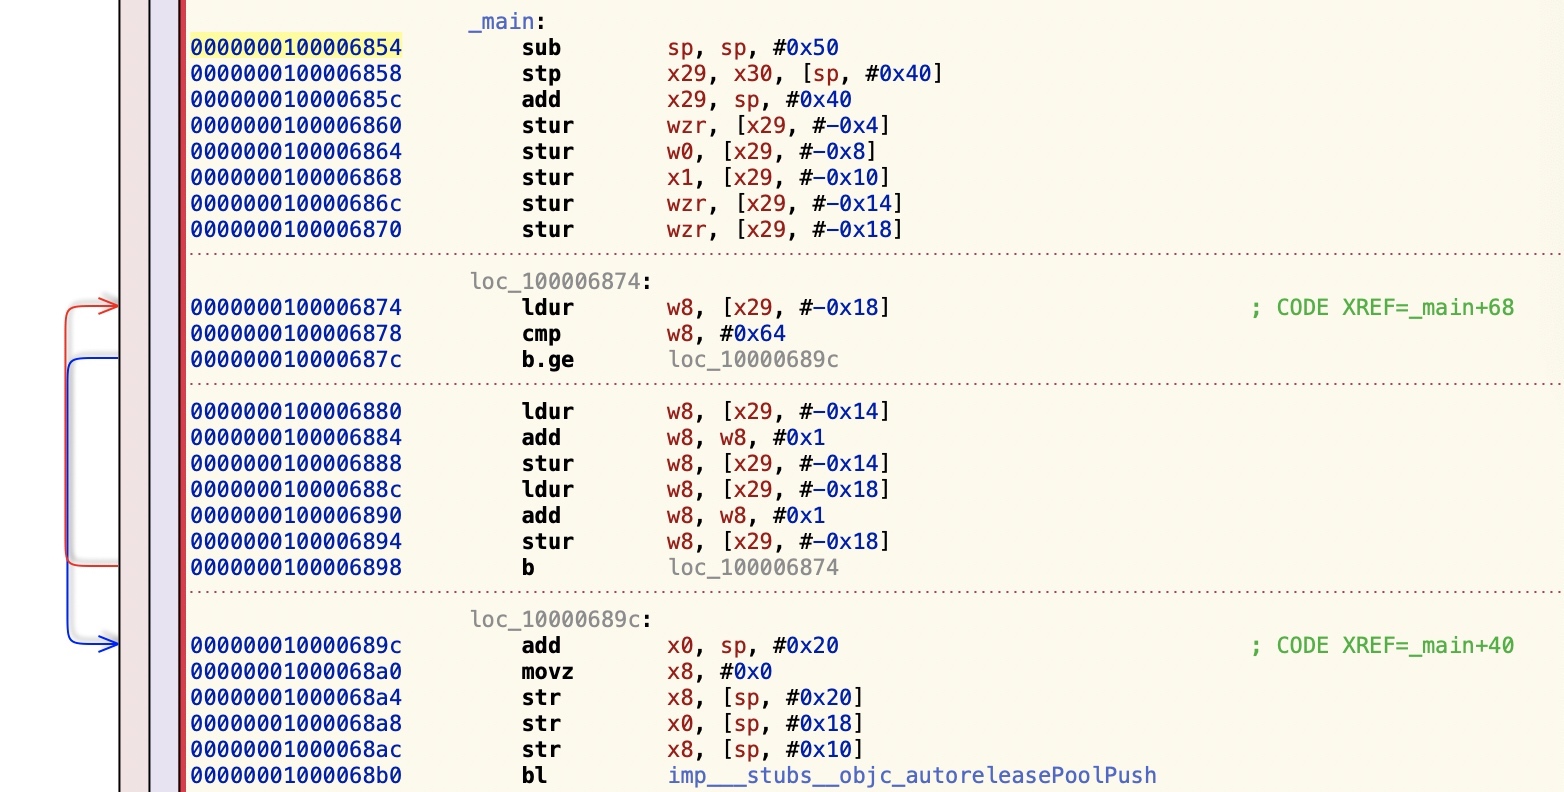 _main:
0000000100006854 sub sp, sp, #0x50
0000000100006858 stp x29, x30, [sp, #0x40]
000000010000685c add x29, sp, #0x40
0000000100006860 stur wzr, [x29, #-0x4]
0000000100006864 stur w0, [x29, #-0x8]
0000000100006868 stur x1, [x29, #-0x10]
000000010000686c stur wzr, [x29, #-0x14]
0000000100006870 stur wzr, [x29, #-0x18]
loc_100006874:
0000000100006874 ldur w8, [x29, #-0x18] ; CODE XREF=_main+68
0000000100006878 cmp w8, #0x64
000000010000687c b.ge loc_10000689c
0000000100006880 ldur w8, [x29, #-0x14]
0000000100006884 add w8, w8, #0x1
0000000100006888 stur w8, [x29, #-0x14]
000000010000688c ldur w8, [x29, #-0x18]
0000000100006890 add w8, w8, #0x1
0000000100006894 stur w8, [x29, #-0x18]
0000000100006898 b loc_100006874
loc_10000689c:
000000010000689c add x0, sp, #0x20 ; CODE XREF=_main+40
00000001000068a0 movz x8, #0x0
00000001000068a4 str x8, [sp, #0x20]
00000001000068a8 str x0, [sp, #0x18]
00000001000068ac str x8, [sp, #0x10]
00000001000068b0 bl imp___stubs__objc_autoreleasePoolPush